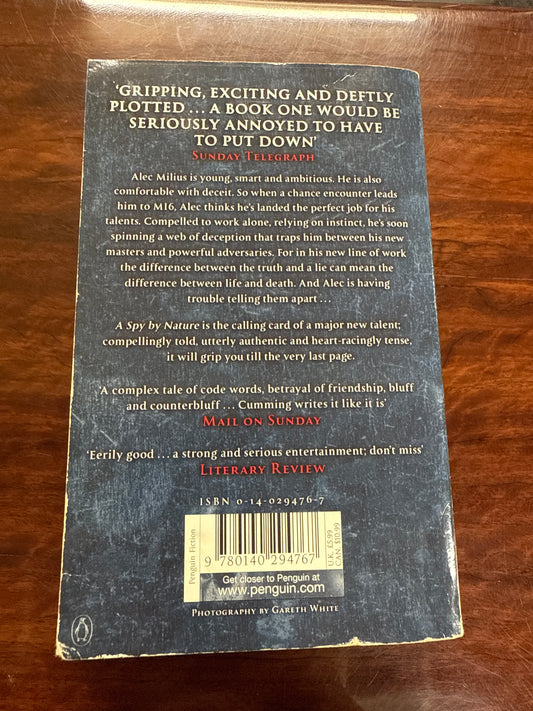 ‘GRIPPING, EXCITING AND DEFTLY
PLOTTED ... A BOOK ONE WOULD BE
SERIOUSLY ANNOYED TO HAVE
TO PUT DOWN’
SUNDAY TELEGRAPH
Alec Milius is young, smart and ambitious. He is also
comfortable with deceit. So when a chance encounter leads
him to MI6, Alec thinks he's landed the perfect job for his
talents. Compelled to work alone, relying on instinct, he's soon
spinning a web of deception that traps him between his new
masters and powerful adversaries. For in his new line of work
the difference between the truth and a lie can mean the
difference between life and death. And Alec is having
trouble telling them apart ...
A Spy by Nature is the calling card of a major new talent;
compellingly told, utterly authentic and heart-racingly tense,
it will grip you till the very last page.
‘A complex tale of code words, betrayal of friendship, bluff
and counterbluff ... Cumming writes it like it is’
MAIL ON SUNDAY
‘Eerily good ... a strong and serious entertainment; don't miss’
LITERARY REVIEW
ISBN 0-14-029476-7
Penguin Fiction
9 780140 294767
U.K. £5.99
CAN. $10.99
Get closer to Penguin at
www.penguin.com
PHOTOGRAPHY BY GARETH WHITE